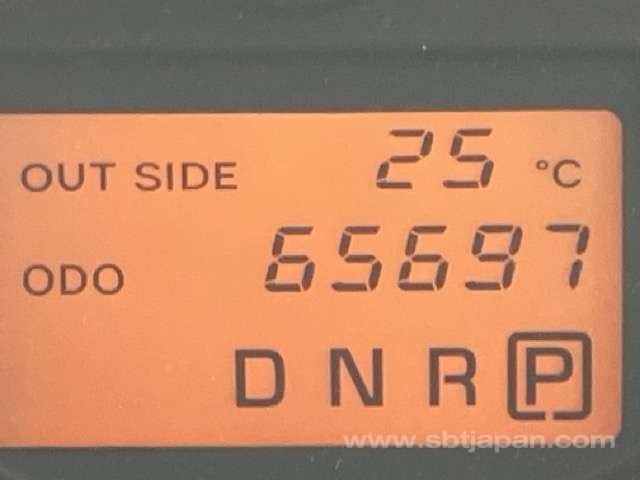 OUT SIDE 25 °C
ODO 65697
D N R P
www.sbtjapan.com